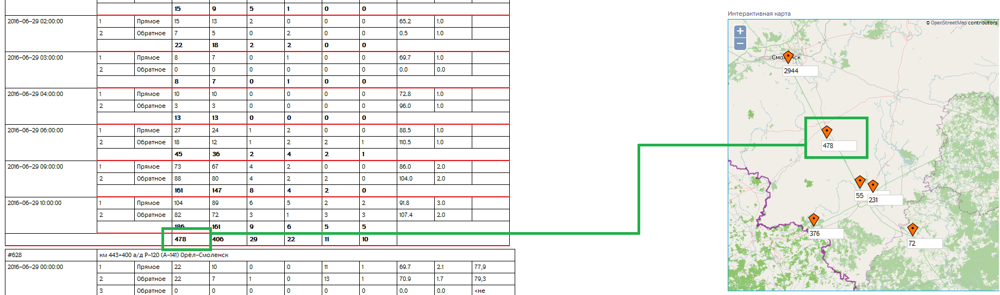 15 9 5 1 0 0
2016-06-29 02:00:00 1 Прямое 15 13 2 0 0 0 65.2 1.0
2 Обратное 7 5 0 2 0 0 0.5 1.0
22 18 2 2 0 0
2016-06-29 03:00:00 1 Прямое 8 7 0 1 0 0 69.7 1.0
2 Обратное 0 0 0 0 0 0 0.0 0.0
8 7 0 1 0 0
2016-06-29 04:00:00 1 Прямое 10 10 0 0 0 0 72.8 1.0
2 Обратное 3 3 0 0 0 0 96.0 1.0
13 13 0 0 0 0
2016-06-29 06:00:00 1 Прямое 27 24 1 2 0 0 88.5 1.0
2 Обратное 18 12 1 2 2 1 110.5 1.0
45 36 2 4 2 1
2016-06-29 09:00:00 1 Прямое 73 67 4 2 0 0 86.0 2.0
2 Обратное 88 80 4 2 2 0 104.0 2.0
161 147 8 4 2 0
2016-06-29 10:00:00 1 Прямое 104 89 6 5 2 2 91.8 3.0
2 Обратное 82 72 3 1 3 3 107.4 2.0
186 161 9 6 5 5
478 406 29 22 11 10
#628 км 443+400 а/д Р-120 (А-141) Орёл-Смоленск
2016-06-29 00:00:00 1 Прямое 22 10 0 0 11 1 69.7 2.1 77,9
2 Обратное 22 7 1 0 13 1 70.9 1.7 79,3
3 Обратное 0 0 0 0 0 0 0.0 0.0 <не
Интерактивная карта
© OpenStreetMap contributors
+
−
2944
478
55
231
376
72